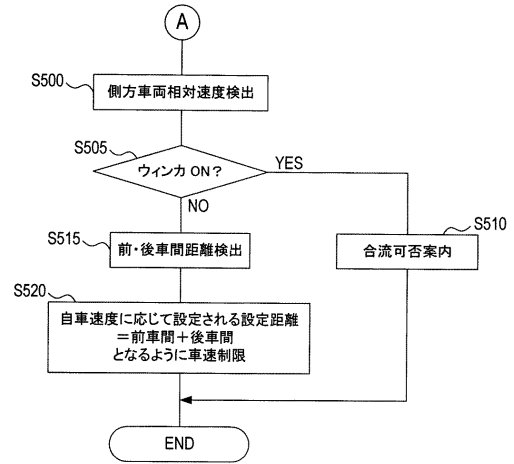 A
S500
側方車両相対速度検出
S505
ウィンカ ON?
YES
NO
S510
合流可否案内
S515
前・後車間距離検出
S520
自車速度に応じて設定される設定距離
=前車間+後車間
となるように車速制限
END